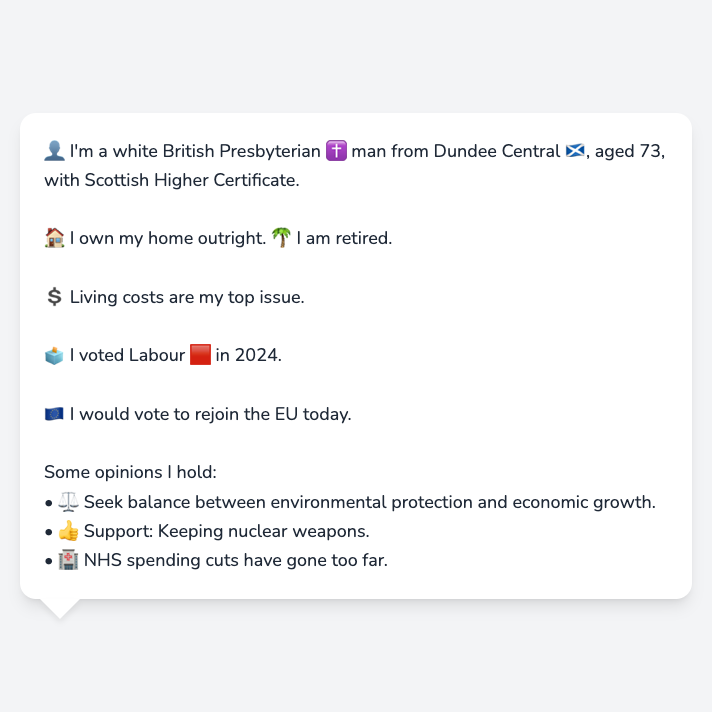 👤 I'm a white British Presbyterian ✝️ man from Dundee Central 🏴󠁧󠁢󠁳󠁣󠁴󠁿, aged 73,
with Scottish Higher Certificate.
🏠 I own my home outright. 🌴 I am retired.
💲 Living costs are my top issue.
🗳️ I voted Labour 🟥 in 2024.
🇪🇺 I would vote to rejoin the EU today.
Some opinions I hold:
• ⚖️ Seek balance between environmental protection and economic growth.
• 👍 Support: Keeping nuclear weapons.
• 🏥 NHS spending cuts have gone too far.